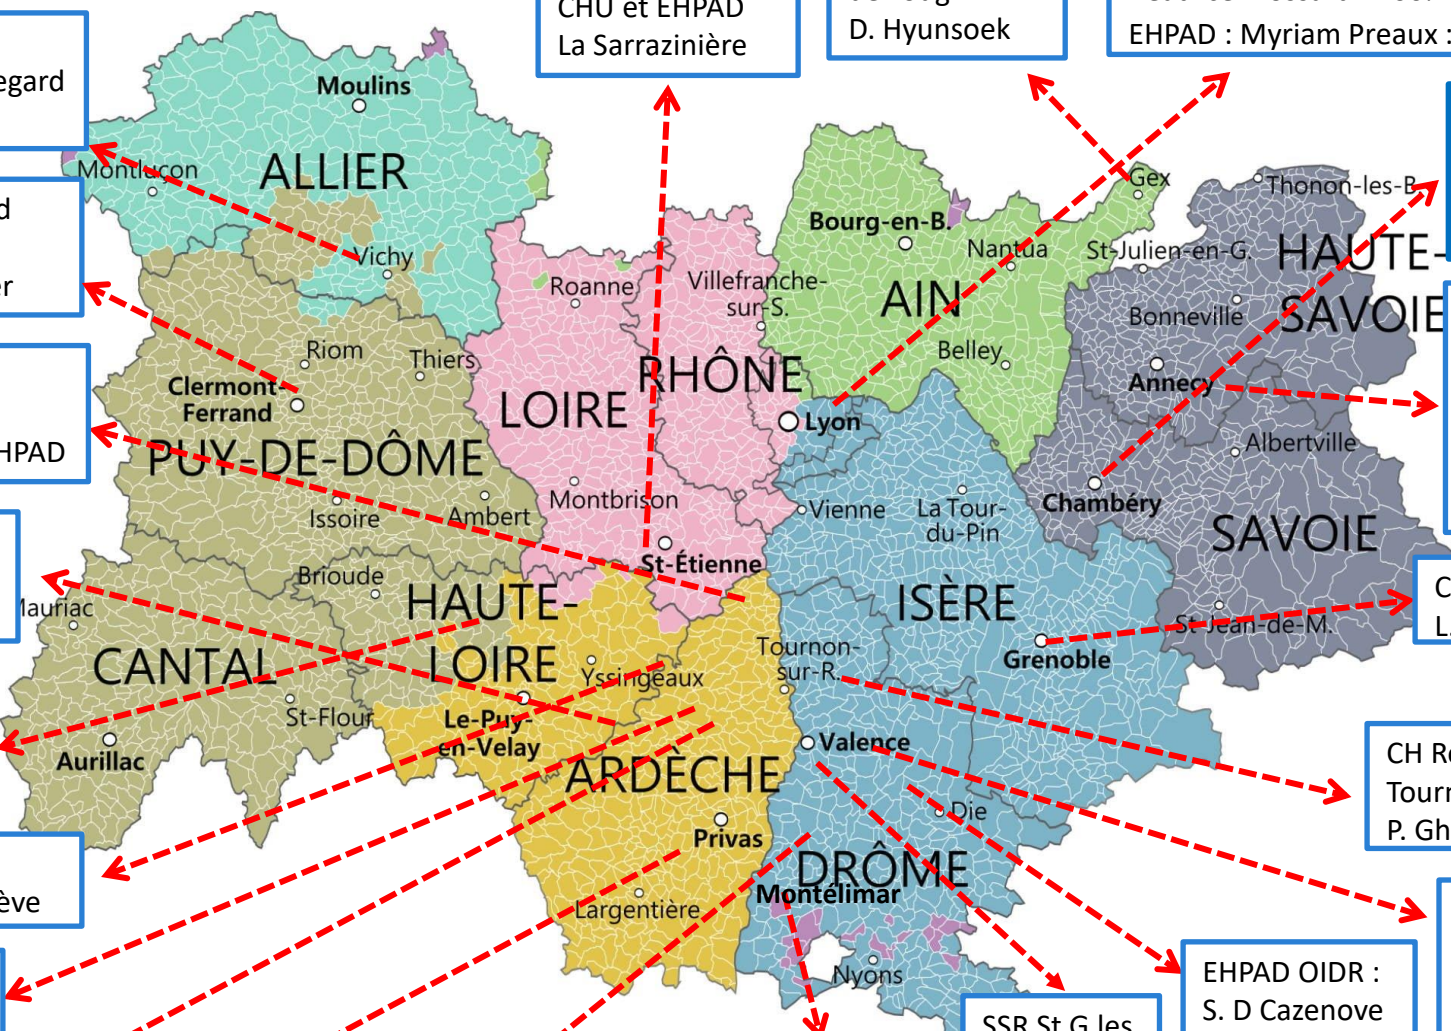 CHU et EHPAD
La Sarrazinière
D. Hyunsoek
EHPAD : Myriam Preaux :
Moulins
Montluçon
ALLIER
Vichy
Gex
Thonon-les-B.
Bourg-en-B.
Nantua
St-Julien-en-G.
HAUTE-
SAVOIE
Roanne
Villefranche-
sur-S.
AIN
Bonneville
Riom
Thiers
Belley
RHÔNE
Annecy
Clermont-
Ferrand
LOIRE
Lyon
Albertville
HPAD
PUY-DE-DÔME
Montbrison
Chambéry
Issoire
Ambert
Vienne
La Tour-
du-Pin
SAVOIE
St-Étienne
Brioude
HAUTE-
LOIRE
ISÈRE
Mauriac
St-Jean-de-M.
CANTAL
Tournon-
sur-R.
Grenoble
Yssingeaux
St-Flour
Le-Puy-
en-Velay
Valence
Aurillac
ARDÈCHE
Die
Privas
P. Gh
DRÔME
Montélimar
Largentière
Nyons
EHPAD OIDR :
S. D Cazenove
SSR St G les